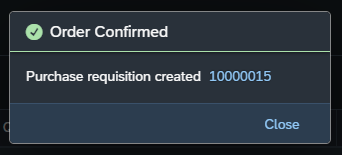 Order Confirmed
Purchase requisition created 10000015
Close